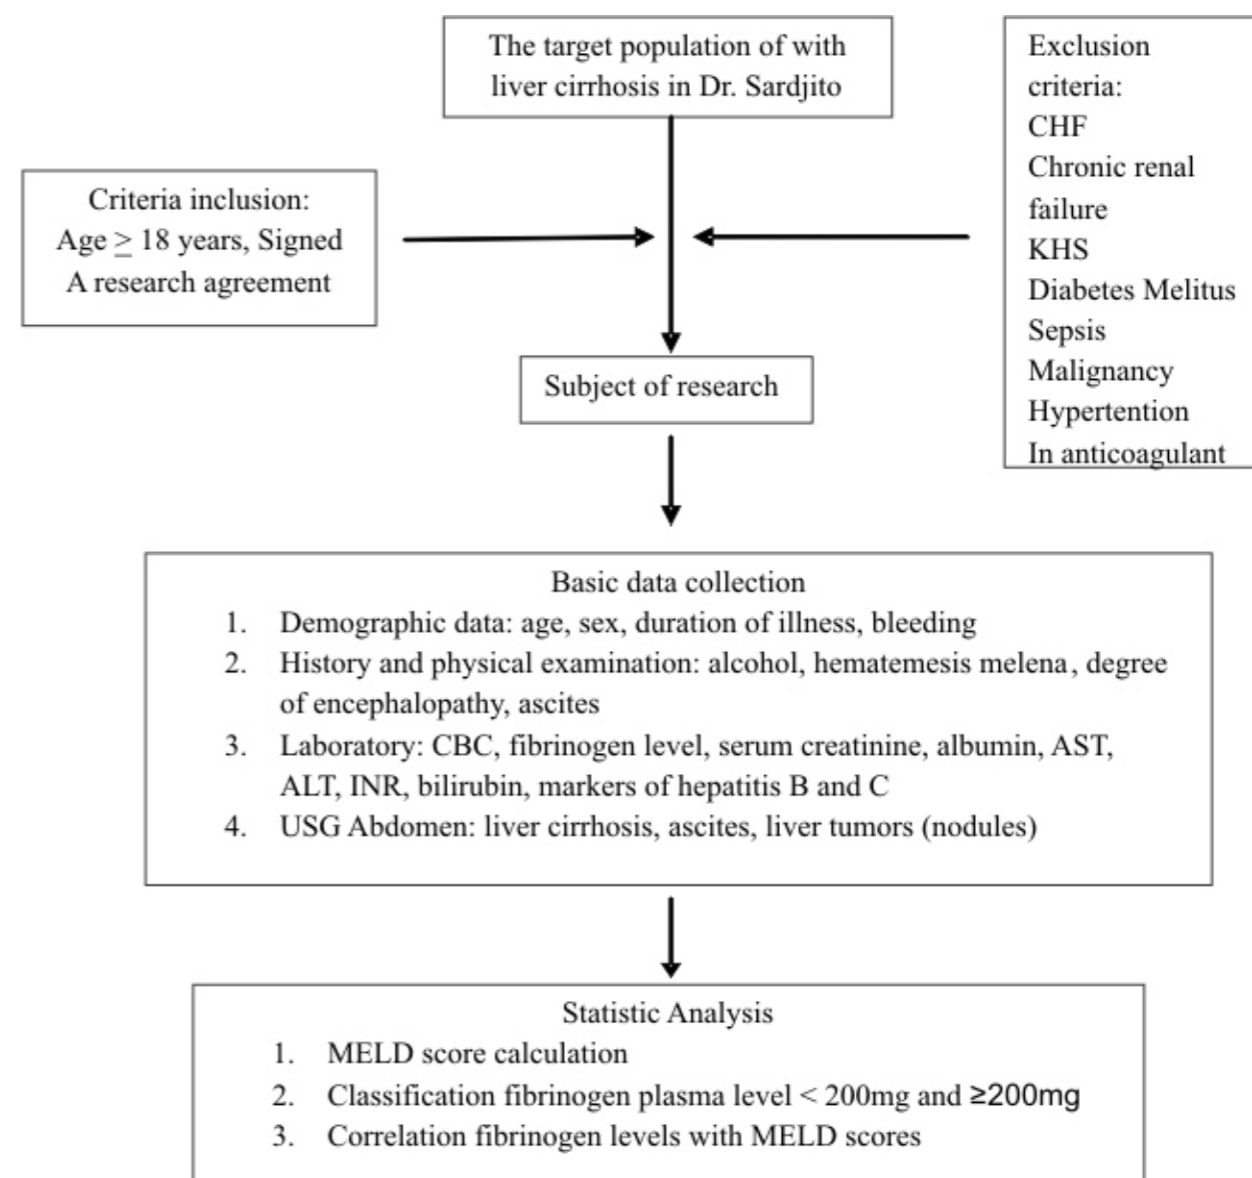 The target population of with
liver cirrhosis in Dr. Sardjito
Exclusion
criteria:
CHF
Chronic renal
failure
KHS
Diabetes Melitus
Sepsis
Malignancy
Hypertention
In anticoagulant
Criteria inclusion:
Age ≥ 18 years, Signed
A research agreement
Subject of research
Basic data collection
1. Demographic data: age, sex, duration of illness, bleeding
2. History and physical examination: alcohol, hematemesis melena, degree
of encephalopathy, ascites
3. Laboratory: CBC, fibrinogen level, serum creatinine, albumin, AST,
ALT, INR, bilirubin, markers of hepatitis B and C
4. USG Abdomen: liver cirrhosis, ascites, liver tumors (nodules)
Statistic Analysis
1. MELD score calculation
2. Classification fibrinogen plasma level < 200mg and ≥200mg
3. Correlation fibrinogen levels with MELD scores